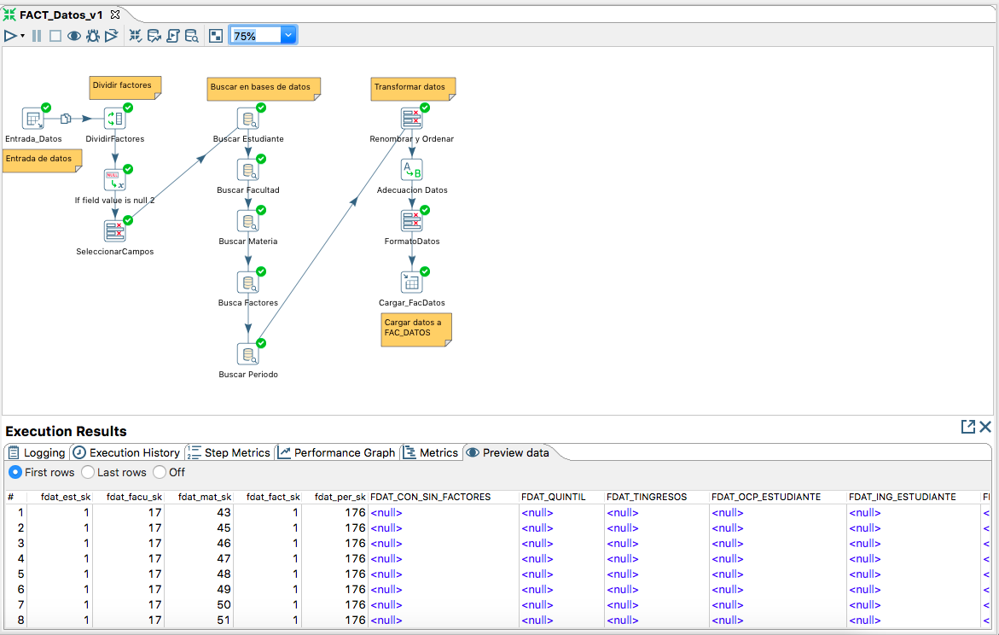 FACT_Datos_v1
75%
Dividir factores
Buscar en bases de datos
Transformar datos
Entrada_Datos
DividirFactores
Buscar Estudiante
Renombrar y Ordenar
Entrada de datos
NULL
x
A
B
If field value is null 2
Buscar Facultad
Adecuacion Datos
SeleccionarCampos
Buscar Materia
FormatoDatos
Busca Factores
Cargar_FacDatos
Cargar datos a
FAC_DATOS
Buscar Periodo
Execution Results
Logging Execution History Step Metrics Performance Graph Metrics Preview data
First rows Last rows Off
# fdat_est_sk fdat_facu_sk fdat_mat_sk fdat_fact_sk fdat_per_sk FDAT_CON_SIN_FACTORES FDAT_QUINTIL FDAT_TINGRESOS FDAT_OCP_ESTUDIANTE FDAT_ING_ESTUDIANTE
1 1 17 43 1 176 <null> <null> <null> <null> <null> <
2 1 17 45 1 176 <null> <null> <null> <null> <null> <
3 1 17 46 1 176 <null> <null> <null> <null> <null> <
4 1 17 47 1 176 <null> <null> <null> <null> <null> <
5 1 17 48 1 176 <null> <null> <null> <null> <null> <
6 1 17 49 1 176 <null> <null> <null> <null> <null> <
7 1 17 50 1 176 <null> <null> <null> <null> <null> <
8 1 17 51 1 176 <null> <null> <null> <null> <null> <